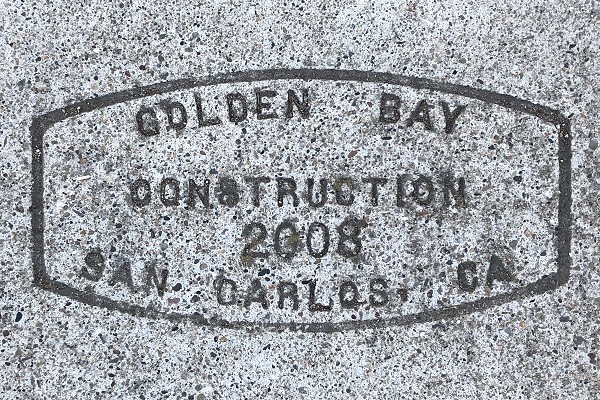 GOLDEN BAY
CONSTRUCTION
2008
SAN CARLOS, CA